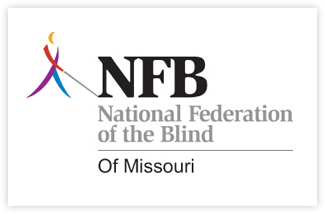 NFB
National Federation
of the Blind
Of Missouri